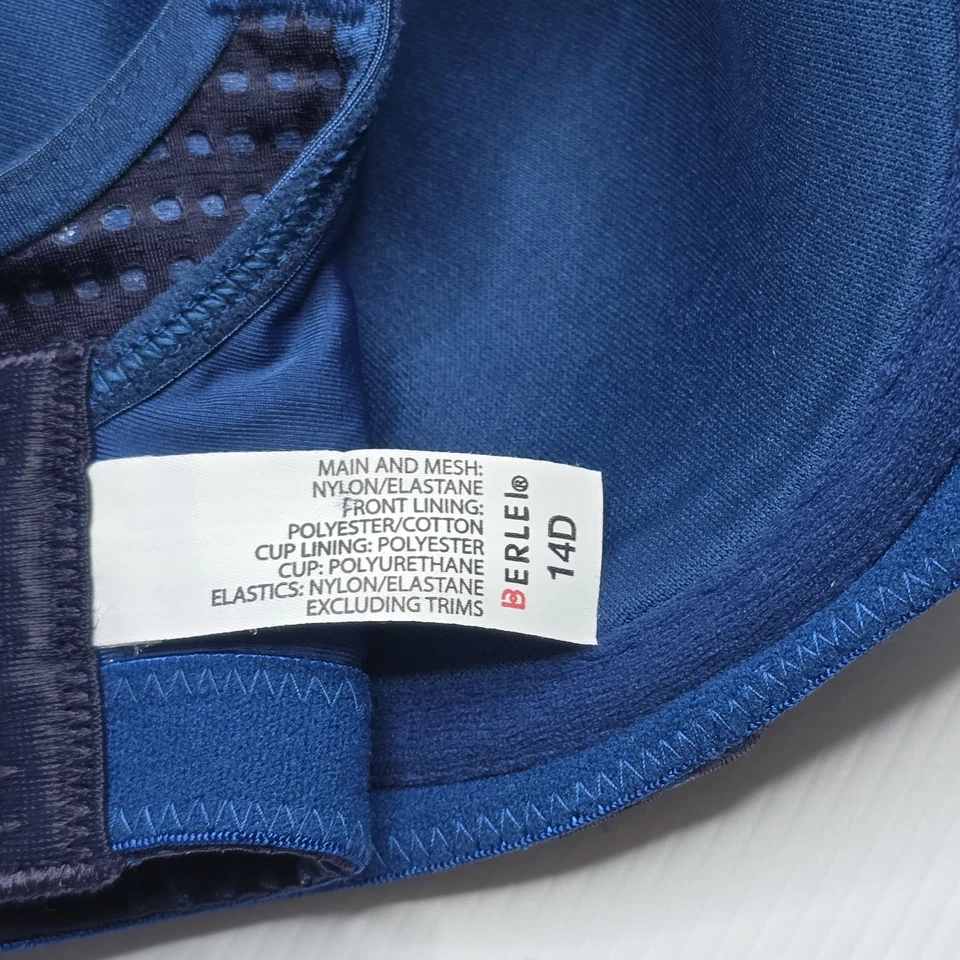 MAIN AND MESH:
NYLON/ELASTANE
FRONT LINING:
POLYESTER/COTTON
CUP LINING: POLYESTER
CUP: POLYURETHANE
ELASTICS: NYLON/ELASTANE
EXCLUDING TRIMS
BERLEI®
14D